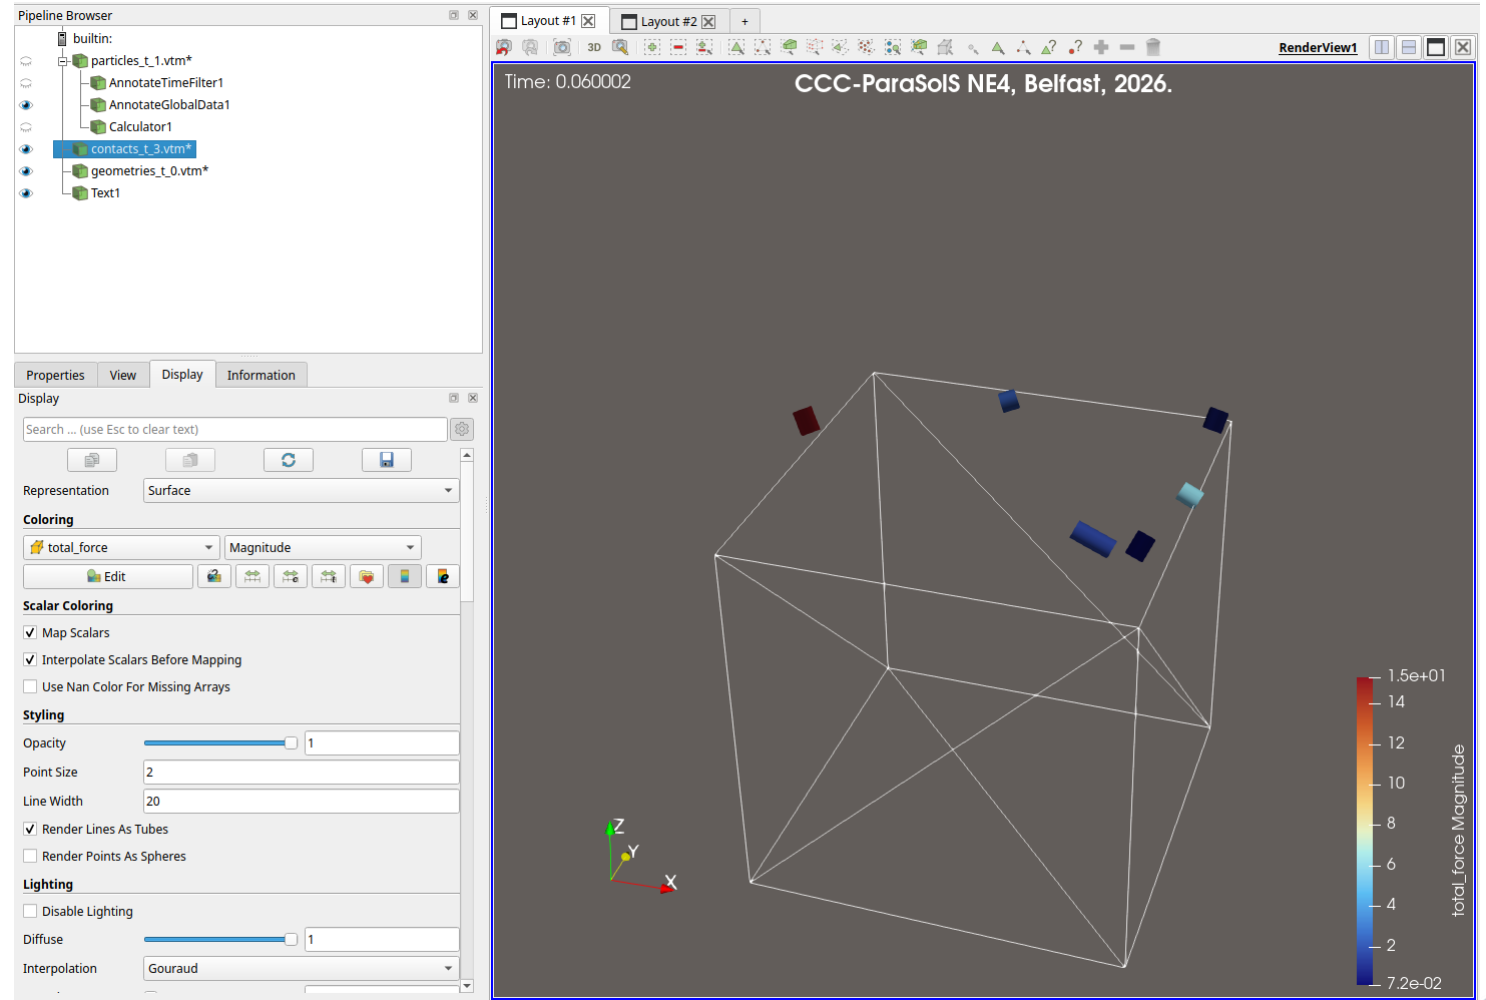 Pipeline Browser
builtin:
particles_t_1.vtm*
AnnotateTimeFilter1
AnnotateGlobalData1
Calculator1
contacts_t_3.vtm*
geometries_t_0.vtm*
Text1
Properties View Display Information
Display
Search ... (use Esc to clear text)
Representation Surface
Coloring
total_force Magnitude
Edit
Scalar Coloring
Map Scalars
Interpolate Scalars Before Mapping
Use Nan Color For Missing Arrays
Styling
Opacity 1
Point Size 2
Line Width 20
Render Lines As Tubes
Render Points As Spheres
Lighting
Disable Lighting
Diffuse 1
Interpolation Gouraud
Layout #1 Layout #2 +
3D RenderView1
Time: 0.060002
CCC-ParaSolS NE4, Belfast, 2026.
Z
Y
X
1.5e+01
14
12
10
8
6
4
2
7.2e-02
total_force Magnitude